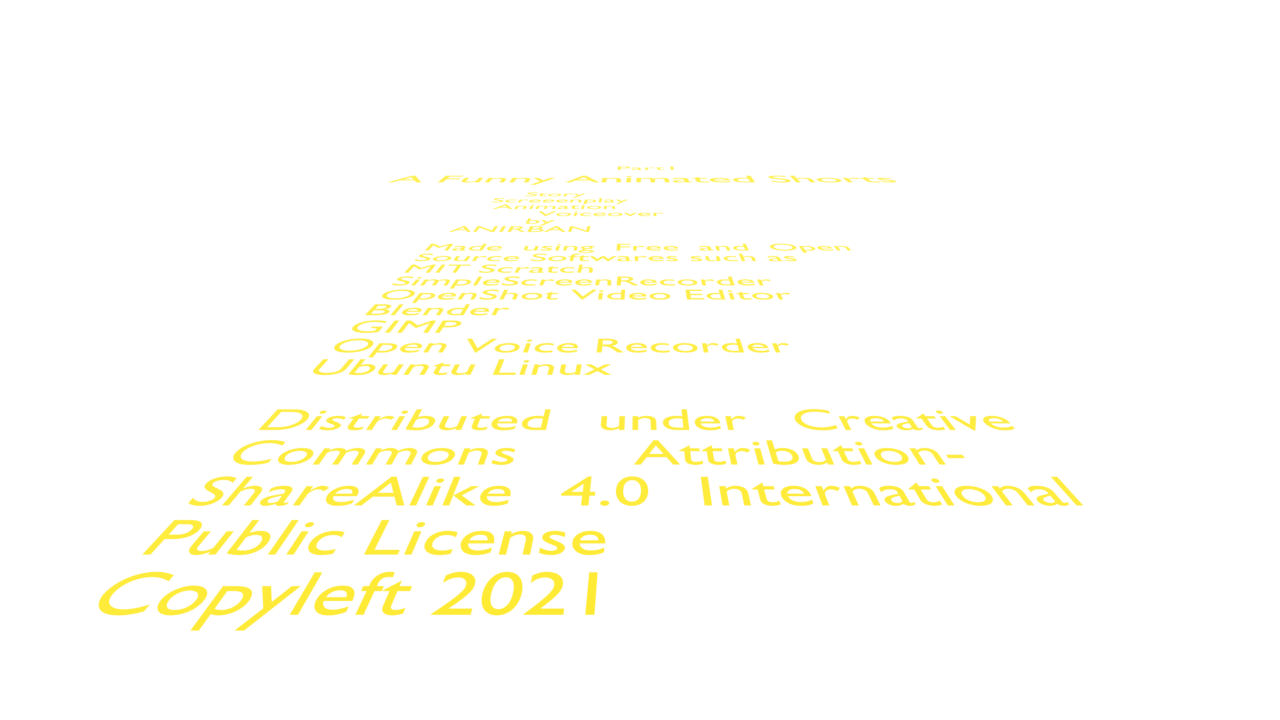 Part I
A Funny Animated Shorts
Story
Screeenplay
Animation
Voiceover
by
ANIRBAN
Made using Free and Open
Source Softwares such as
MIT Scratch
SimpleScreenRecorder
OpenShot Video Editor
Blender
GIMP
Open Voice Recorder
Ubuntu Linux
Distributed under Creative
Commons Attribution-
ShareAlike 4.0 International
Public License
Copyleft 2021